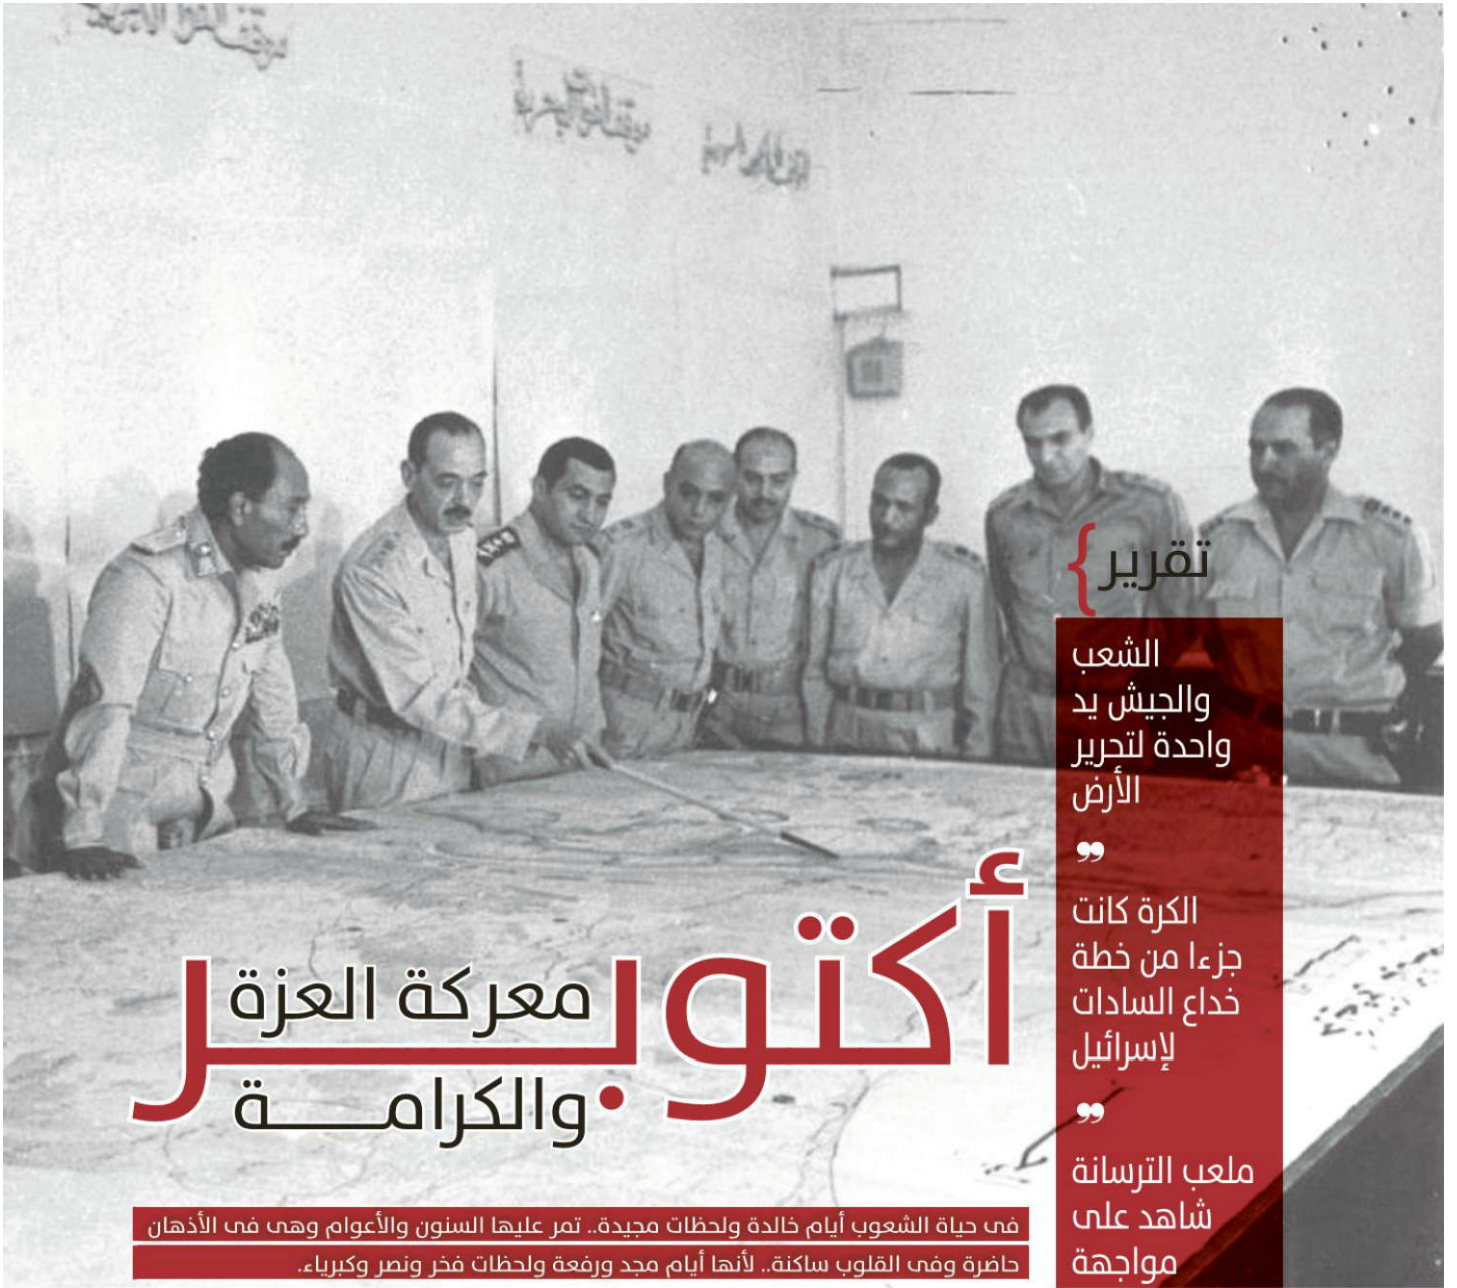 تقرير
الشعب
والجيش يد
واحدة لتحرير
الأرض
الكرة كانت
جزءا من خطة
خداع السادات
لإسرائيل
ملعب الترسانة
شاهد على
مواجهة
أكتوبر
معركة العزة
والكرامـــة
فى حياة الشعوب أيام خالدة ولحظات مجيدة.. تمر عليها السنون والأعوام وهى فى الأذهان
حاضرة وفى القلوب ساكنة.. لأنها أيام مجد ورفعة ولحظات فخر ونصر وكبرياء.